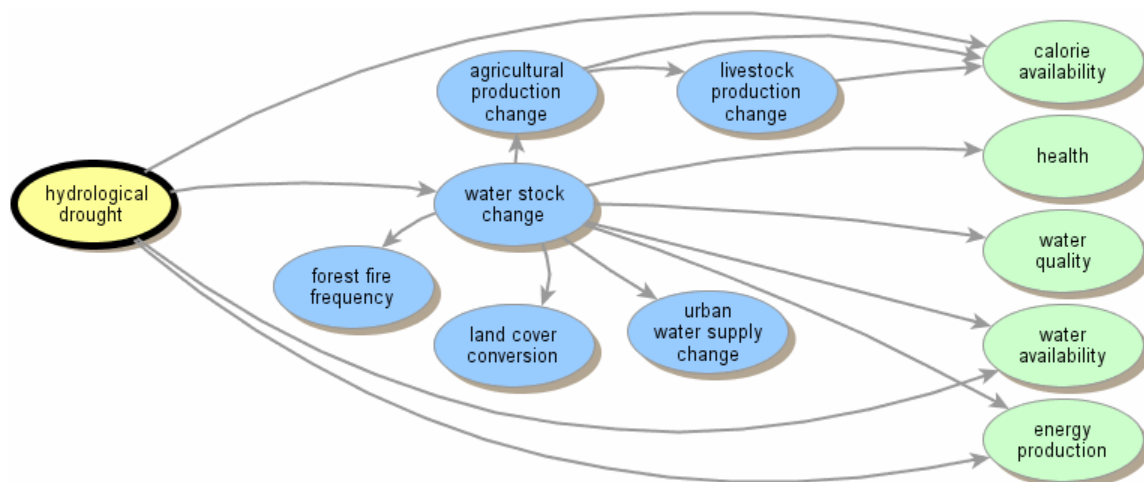 calorie
availability
agricultural
production
change
livestock
production
change
health
hydrological
drought
water stock
change
water
quality
forest fire
frequency
land cover
conversion
urban
water supply
change
water
availability
energy
production